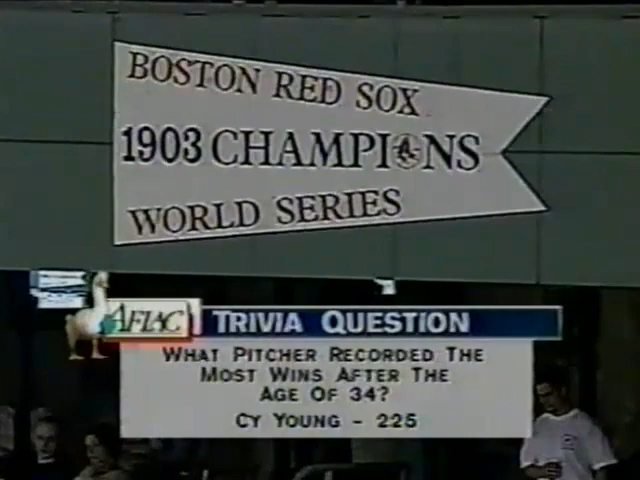 BOSTON RED SOX
1903 CHAMPIONS
WORLD SERIES
AFLAC TRIVIA QUESTION
WHAT PITCHER RECORDED THE
MOST WINS AFTER THE
AGE OF 34?
CY YOUNG - 225